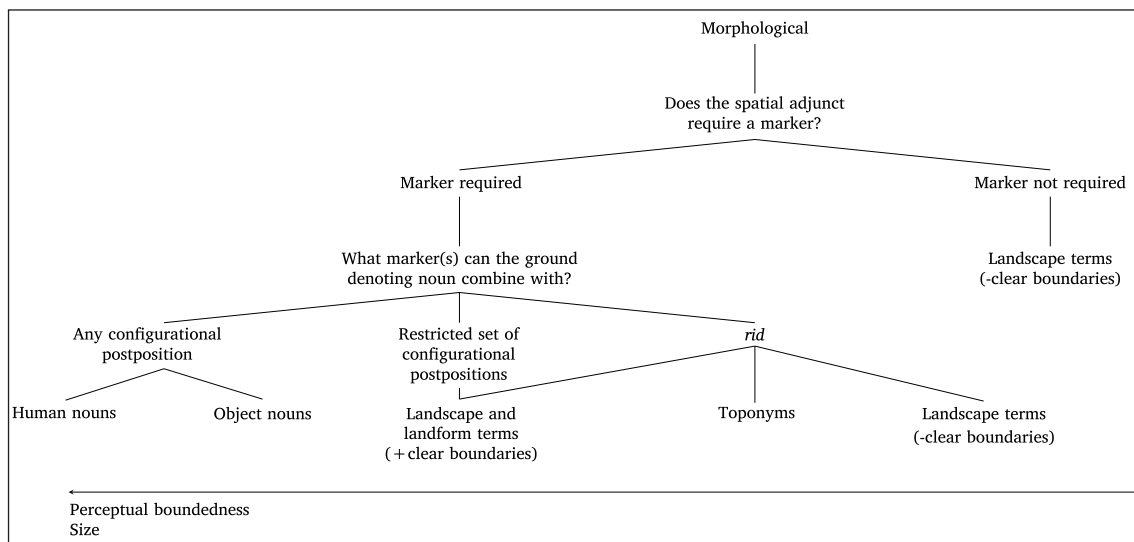 Morphological
Does the spatial adjunct
require a marker?
Marker required
Marker not required
What marker(s) can the ground
denoting noun combine with?
Landscape terms
(-clear boundaries)
Any configurational
postposition
Restricted set of
configurational
postpositions
rid
Human nouns
Object nouns
Landscape and
landform terms
(+clear boundaries)
Toponyms
Landscape terms
(-clear boundaries)
Perceptual boundedness
Size